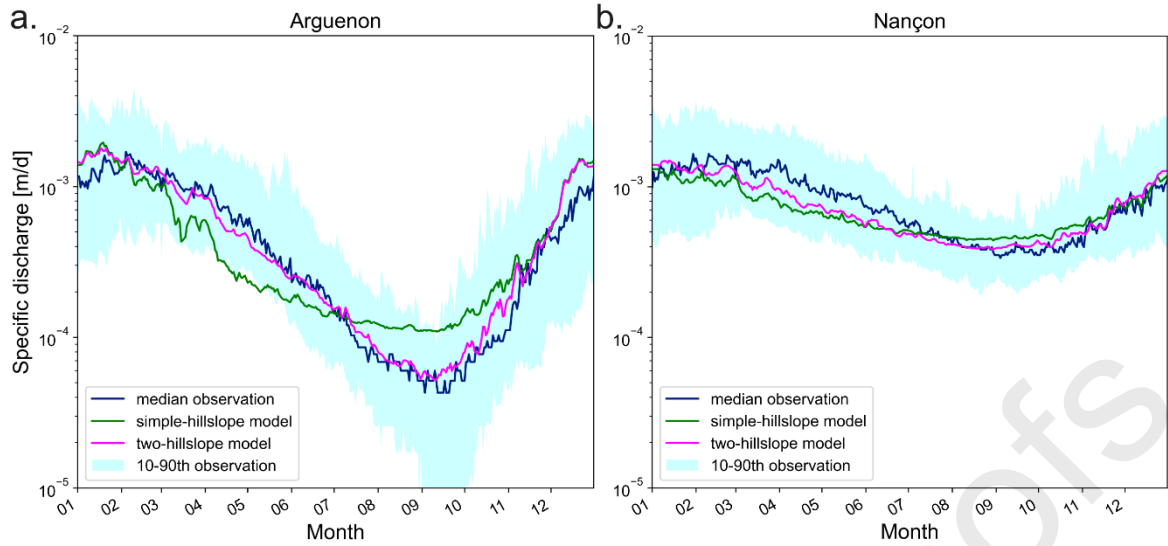 a.
Arguenon
Specific discharge [m/d]
10⁻²
10⁻³
10⁻⁴
10⁻⁵
median observation
simple-hillslope model
two-hillslope model
10-90th observation
01 02 03 04 05 06 07 08 09 10 11 12
Month
b.
Nançon
10⁻²
10⁻³
10⁻⁴
10⁻⁵
median observation
simple-hillslope model
two-hillslope model
10-90th observation
01 02 03 04 05 06 07 08 09 10 11 12
Month
ofs